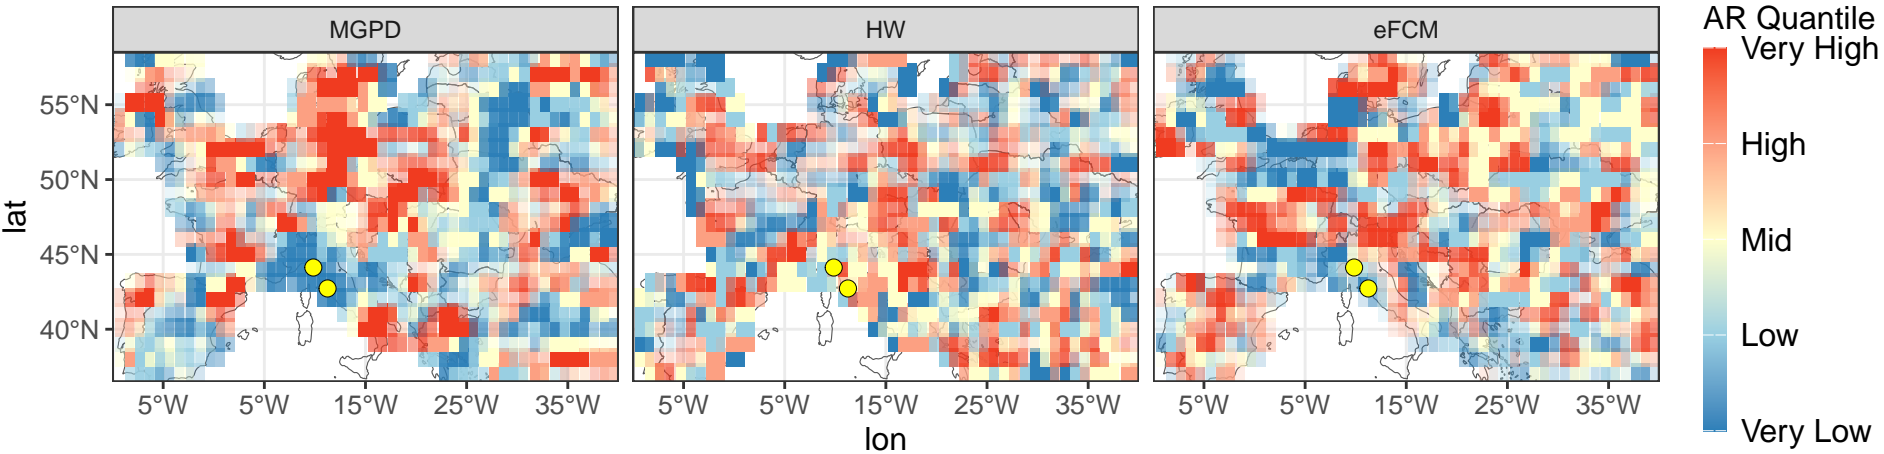 MGPD HW eFCM
AR Quantile
Very High
High
Mid
Low
Very Low
lat
55°N
50°N
45°N
40°N
5°W 5°W 15°W 25°W 35°W 5°W 5°W 15°W 25°W 35°W 5°W 5°W 15°W 25°W 35°W
lon